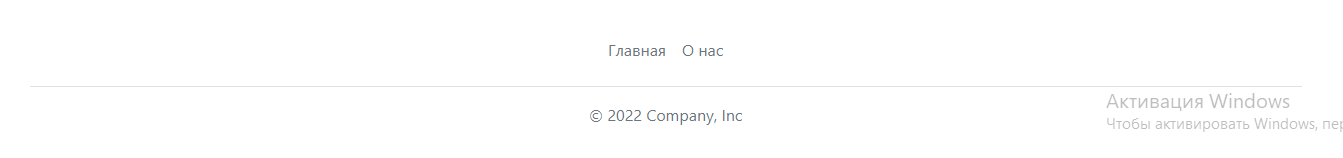 Главная О нас
© 2022 Company, Inc
Активация Windows
Чтобы активировать Windows,